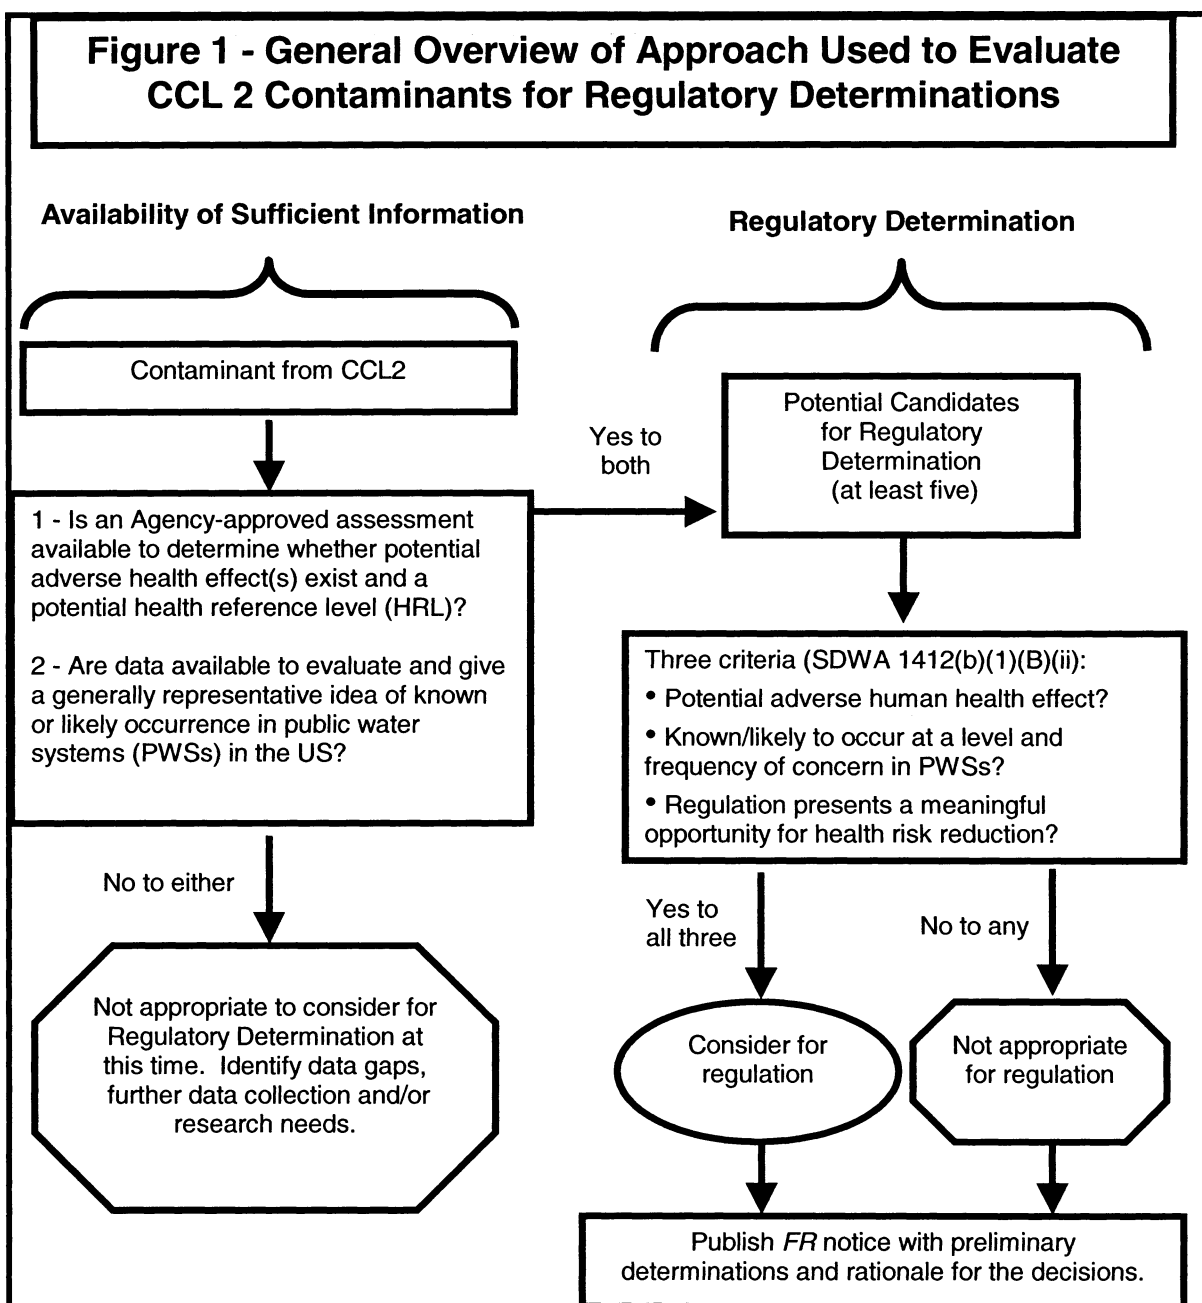 Figure 1 - General Overview of Approach Used to Evaluate
CCL 2 Contaminants for Regulatory Determinations
Availability of Sufficient Information
Contaminant from CCL2
1 - Is an Agency-approved assessment
available to determine whether potential
adverse health effect(s) exist and a
potential health reference level (HRL)?
2 - Are data available to evaluate and give
a generally representative idea of known
or likely occurrence in public water
systems (PWSs) in the US?
No to either
Not appropriate to consider for
Regulatory Determination at
this time. Identify data gaps,
further data collection and/or
research needs.
Yes to
both
Regulatory Determination
Potential Candidates
for Regulatory
Determination
(at least five)
Three criteria (SDWA 1412(b)(1)(B)(ii):
• Potential adverse human health effect?
• Known/likely to occur at a level and
frequency of concern in PWSs?
• Regulation presents a meaningful
opportunity for health risk reduction?
Yes to
all three
No to any
Consider for
regulation
Not appropriate
for regulation
Publish FR notice with preliminary
determinations and rationale for the decisions.